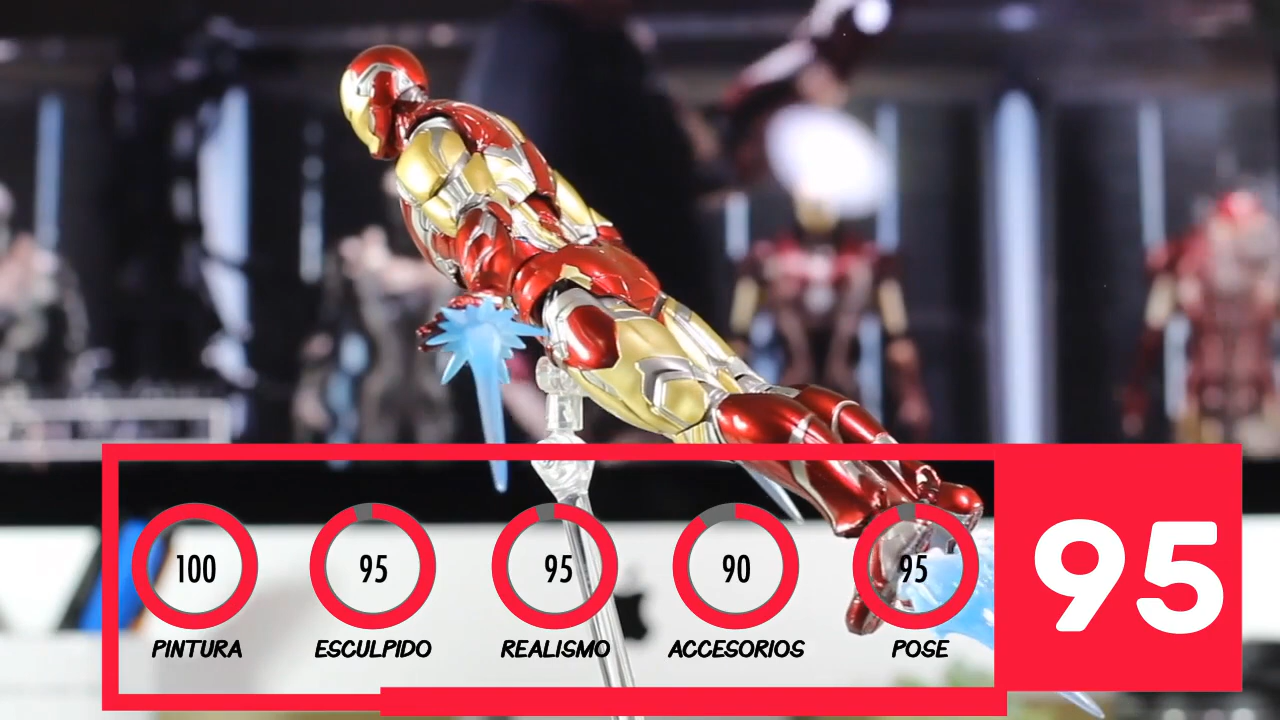 100
95
95
90
95
95
PINTURA
ESCULPIDO
REALISMO
ACCESORIOS
POSE